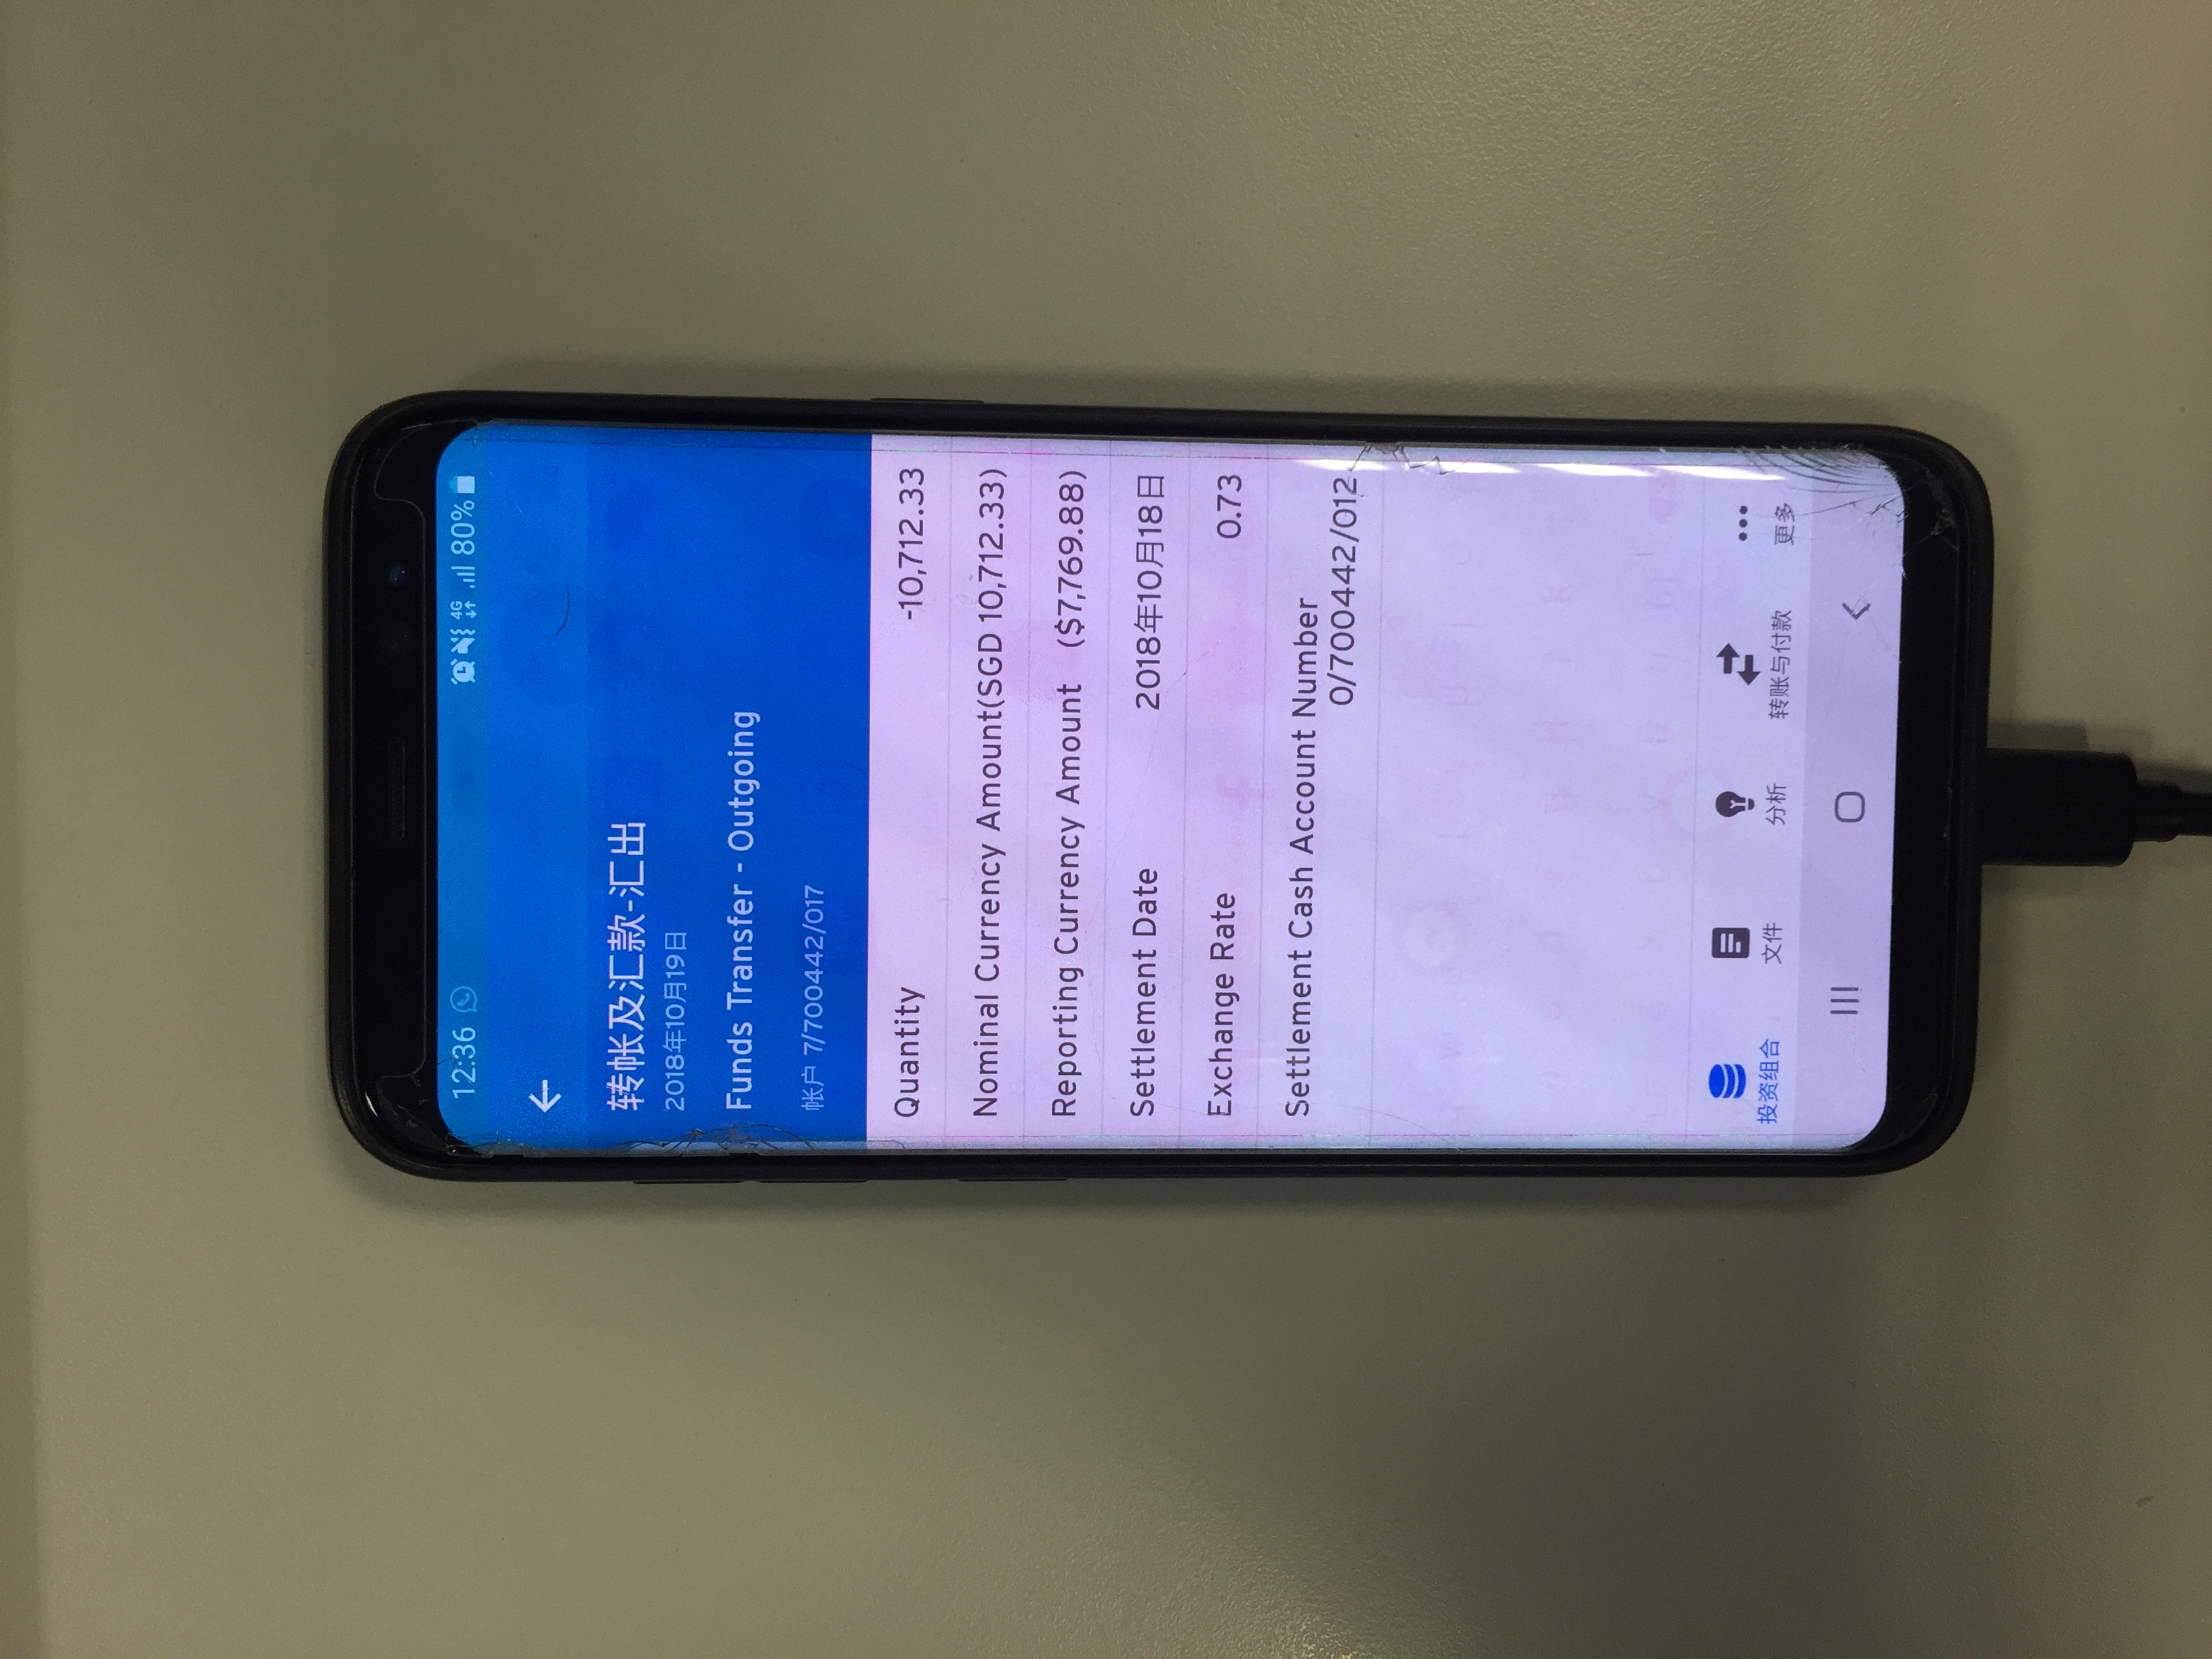 12:36 4G 80%
转帐及汇款-汇出
2018年10月19日
Funds Transfer - Outgoing
帐户 7/700442/017
Quantity -10,712.33
Nominal Currency Amount(SGD 10,712.33)
Reporting Currency Amount ($7,769.88)
Settlement Date 2018年10月18日
Exchange Rate 0.73
Settlement Cash Account Number
0/700442/012
投资组合 文件 分析 转账与付款 更多